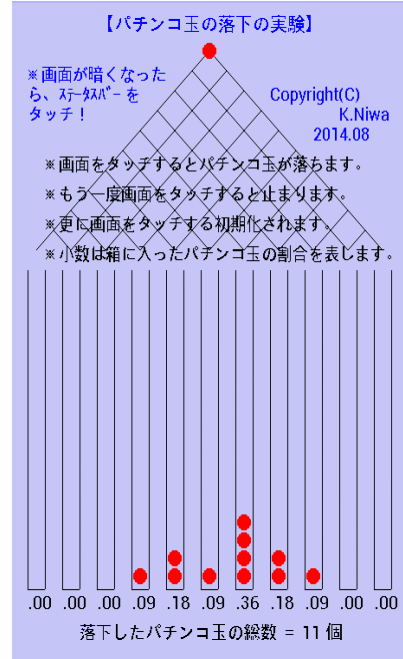 【パチンコ玉の落下の実験】
※画面が暗くなった
ら、ｽﾃｰﾀｽﾊﾞｰ を
タッチ！
Copyright(C)
K.Niwa
2014.08
※画面をタッチするとパチンコ玉が落ちます。
※もう一度画面をタッチすると止まります。
※更に画面をタッチする初期化されます。
※小数は箱に入ったパチンコ玉の割合を表します。
.00 .00 .00 .09 .18 .09 .36 .18 .09 .00 .00
落下したパチンコ玉の総数 = 11 個